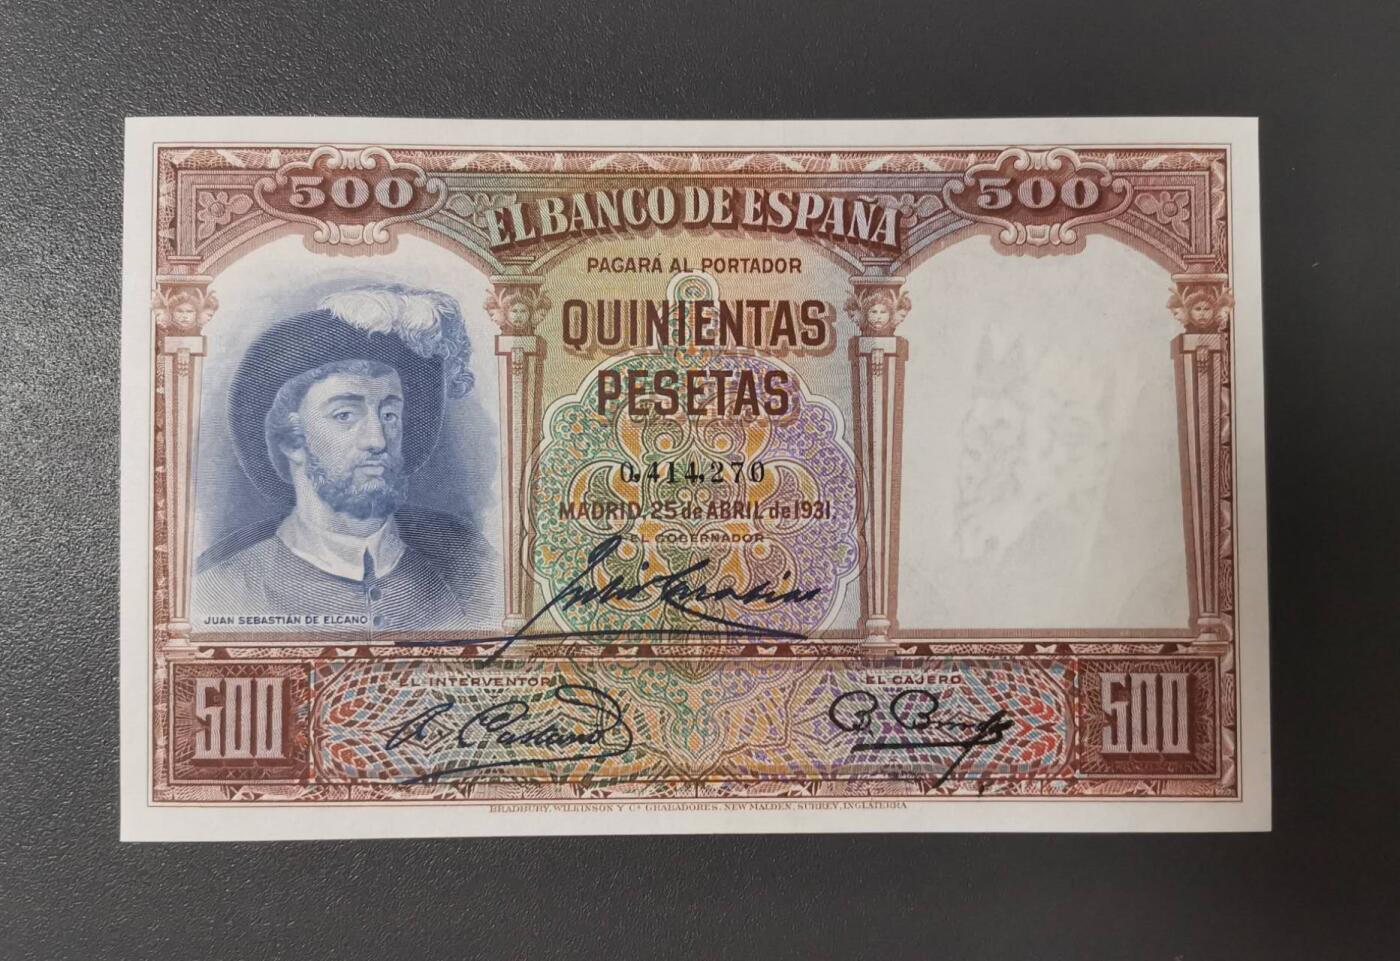 500
500
EL BANCO DE ESPAÑA
PAGARÁ AL PORTADOR
QUINIENTAS
PESETAS
0,414,270
MADRID, 25 de ABRIL de 1931.
EL GOBERNADOR
JUAN SEBASTIÁN DE ELCANO
EL INTERVENTOR
EL CAJERO
500
500
BRADBURY, WILKINSON Y Cª GRABADORES. NEW MALDEN, SURREY, INGLATERRA